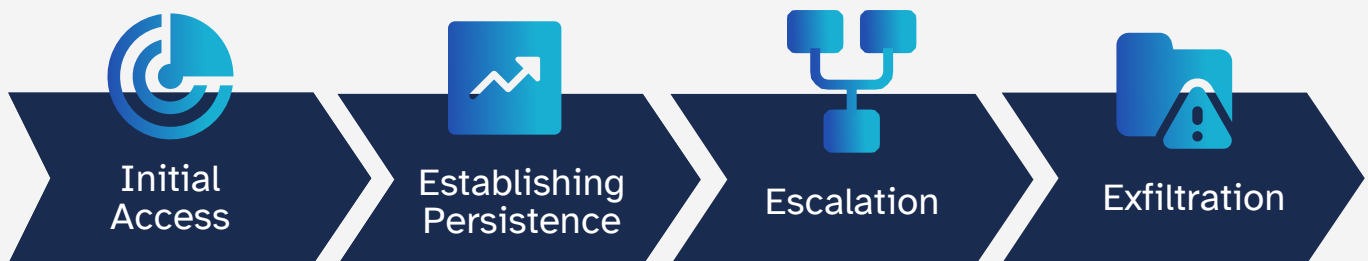 Initial
Access
Establishing
Persistence
Escalation
Exfiltration